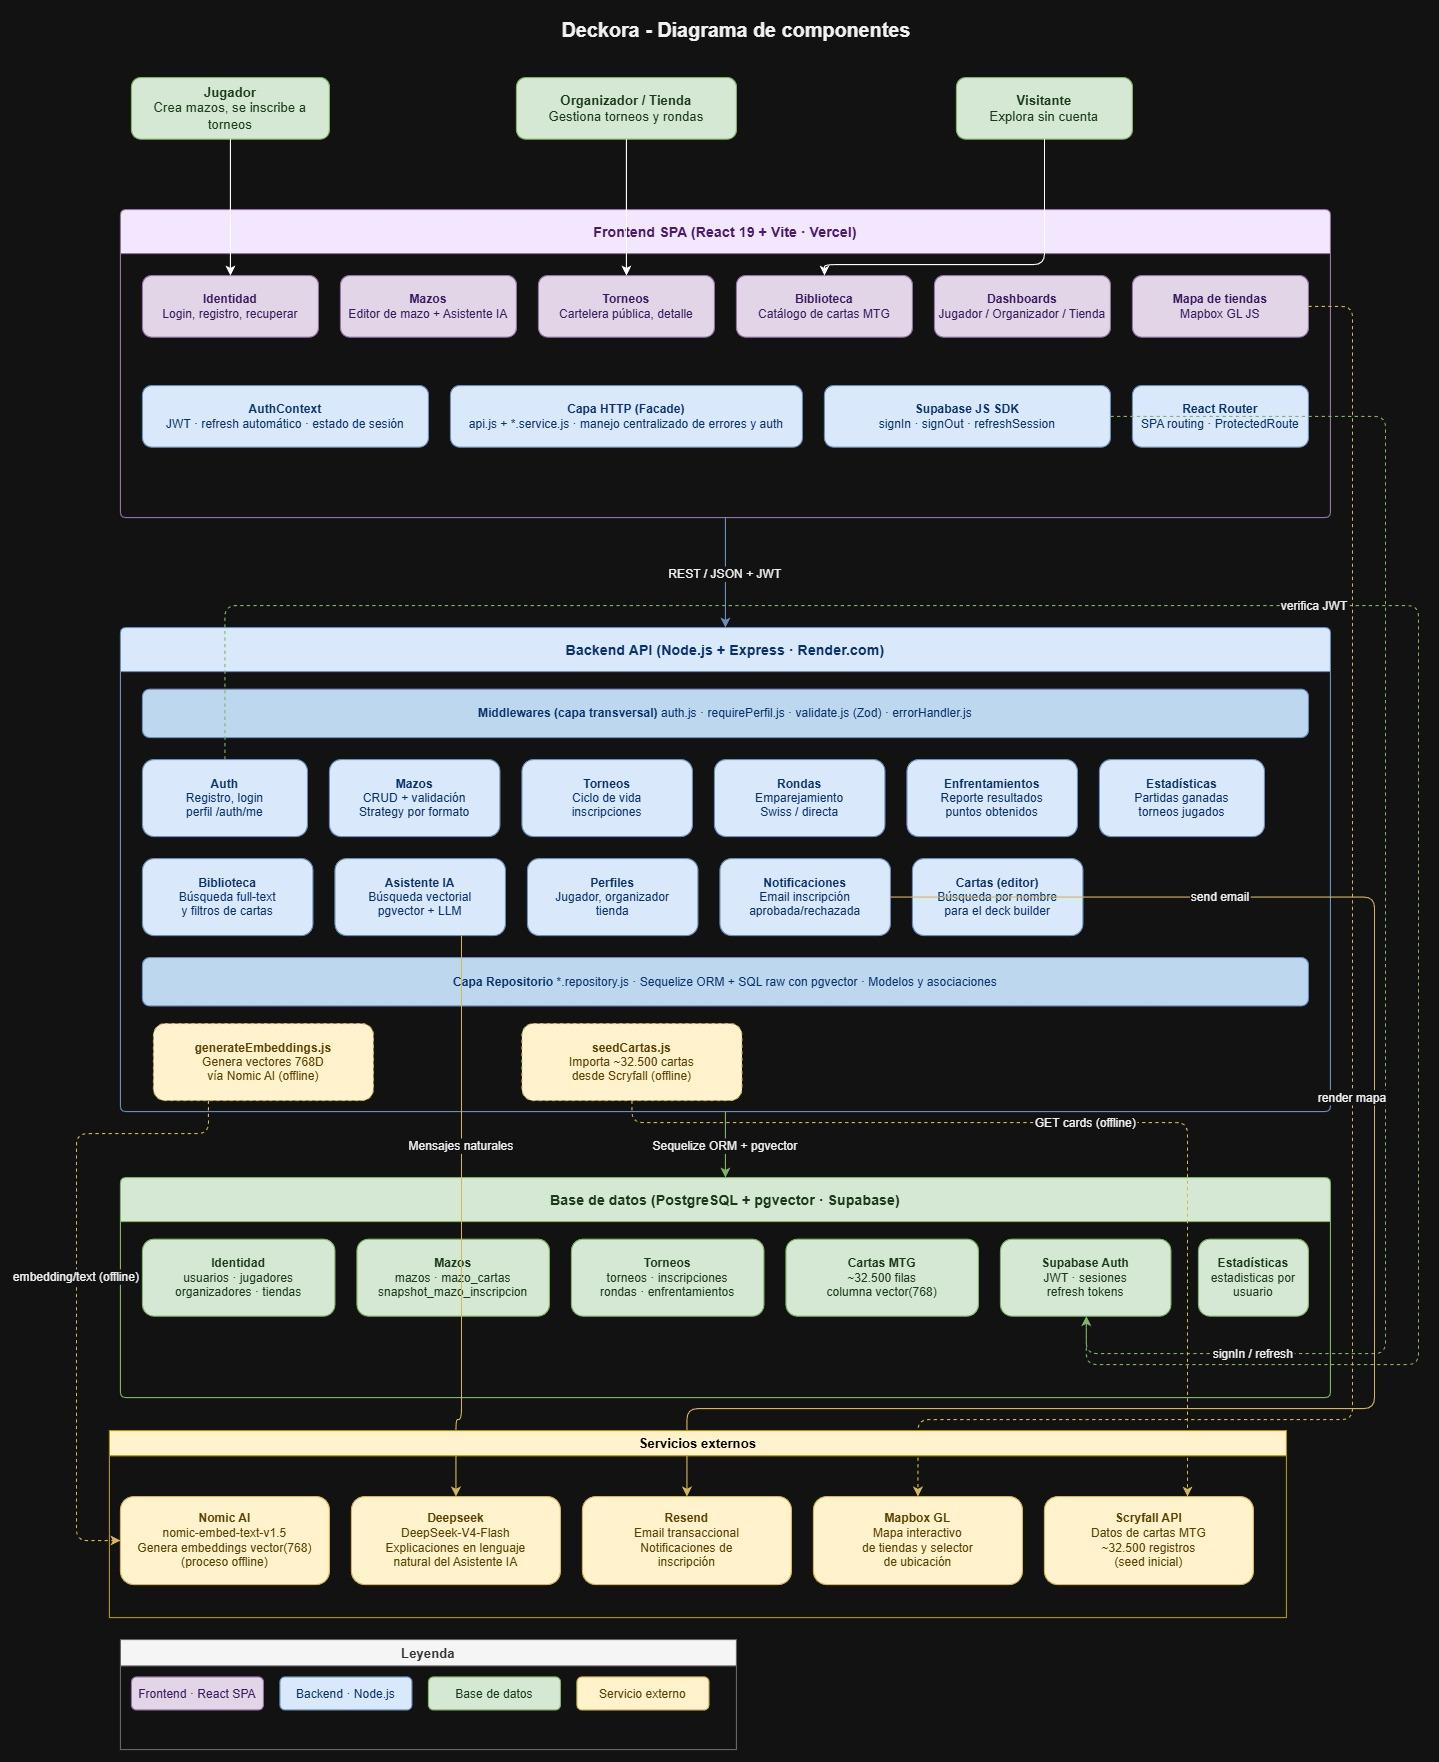 Deckora - Diagrama de componentes
Jugador
Crea mazos, se inscribe a
torneos
Organizador / Tienda
Gestiona torneos y rondas
Visitante
Explora sin cuenta
Frontend SPA (React 19 + Vite · Vercel)
Identidad
Login, registro, recuperar
Mazos
Editor de mazo + Asistente IA
Torneos
Cartelera pública, detalle
Biblioteca
Catálogo de cartas MTG
Dashboards
Jugador / Organizador / Tienda
Mapa de tiendas
Mapbox GL JS
AuthContext
JWT · refresh automático · estado de sesión
Capa HTTP (Facade)
api.js + *.service.js · manejo centralizado de errores y auth
Supabase JS SDK
signIn · signOut · refreshSession
React Router
SPA routing · ProtectedRoute
REST / JSON + JWT
verifica JWT
Backend API (Node.js + Express · Render.com)
Middlewares (capa transversal) auth.js · requirePerfil.js · validate.js (Zod) · errorHandler.js
Auth
Registro, login
perfil /auth/me
Mazos
CRUD + validación
Strategy por formato
Torneos
Ciclo de vida
inscripciones
Rondas
Emparejamiento
Swiss / directa
Enfrentamientos
Reporte resultados
puntos obtenidos
Estadísticas
Partidas ganadas
torneos jugados
Biblioteca
Búsqueda full-text
y filtros de cartas
Asistente IA
Búsqueda vectorial
pgvector + LLM
Perfiles
Jugador, organizador
tienda
Notificaciones
Email inscripción
aprobada/rechazada
Cartas (editor)
Búsqueda por nombre
para el deck builder
send email
Capa Repositorio *.repository.js · Sequelize ORM + SQL raw con pgvector · Modelos y asociaciones
generateEmbeddings.js
Genera vectores 768D
vía Nomic AI (offline)
seedCartas.js
Importa ~32.500 cartas
desde Scryfall (offline)
render mapa
GET cards (offline)
Mensajes naturales
Sequelize ORM + pgvector
Base de datos (PostgreSQL + pgvector · Supabase)
embedding/text (offline)
Identidad
usuarios · jugadores
organizadores · tiendas
Mazos
mazos · mazo_cartas
snapshot_mazo_inscripcion
Torneos
torneos · inscripciones
rondas · enfrentamientos
Cartas MTG
~32.500 filas
columna vector(768)
Supabase Auth
JWT · sesiones
refresh tokens
Estadísticas
estadisticas por
usuario
signIn / refresh
Servicios externos
Nomic AI
nomic-embed-text-v1.5
Genera embeddings vector(768)
(proceso offline)
Deepseek
DeepSeek-V4-Flash
Explicaciones en lenguaje
natural del Asistente IA
Resend
Email transaccional
Notificaciones de
inscripción
Mapbox GL
Mapa interactivo
de tiendas y selector
de ubicación
Scryfall API
Datos de cartas MTG
~32.500 registros
(seed inicial)
Leyenda
Frontend · React SPA
Backend · Node.js
Base de datos
Servicio externo